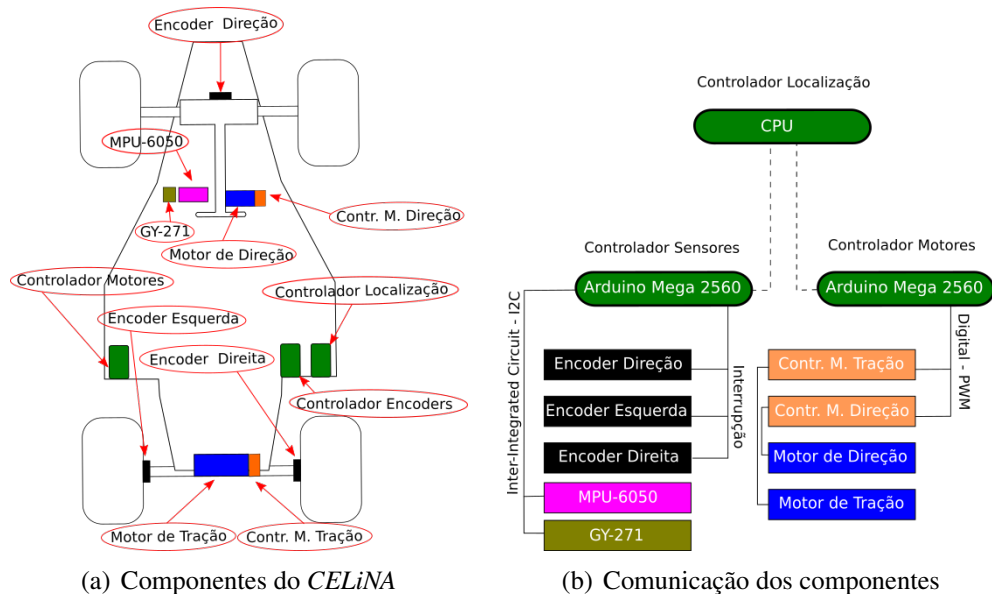 Encoder Direção
MPU-6050
GY-271
Contr. M. Direção
Motor de Direção
Controlador Motores
Controlador Localização
Encoder Esquerda
Encoder Direita
Controlador Encoders
Motor de Tração
Contr. M. Tração
(a) Componentes do CELiNA
Controlador Localização
CPU
Controlador Sensores
Controlador Motores
Arduino Mega 2560
Arduino Mega 2560
Inter-Integrated Circuit - I2C
Encoder Direção
Encoder Esquerda
Encoder Direita
MPU-6050
GY-271
Interrupção
Contr. M. Tração
Contr. M. Direção
Motor de Direção
Motor de Tração
Digital - PWM
(b) Comunicação dos componentes